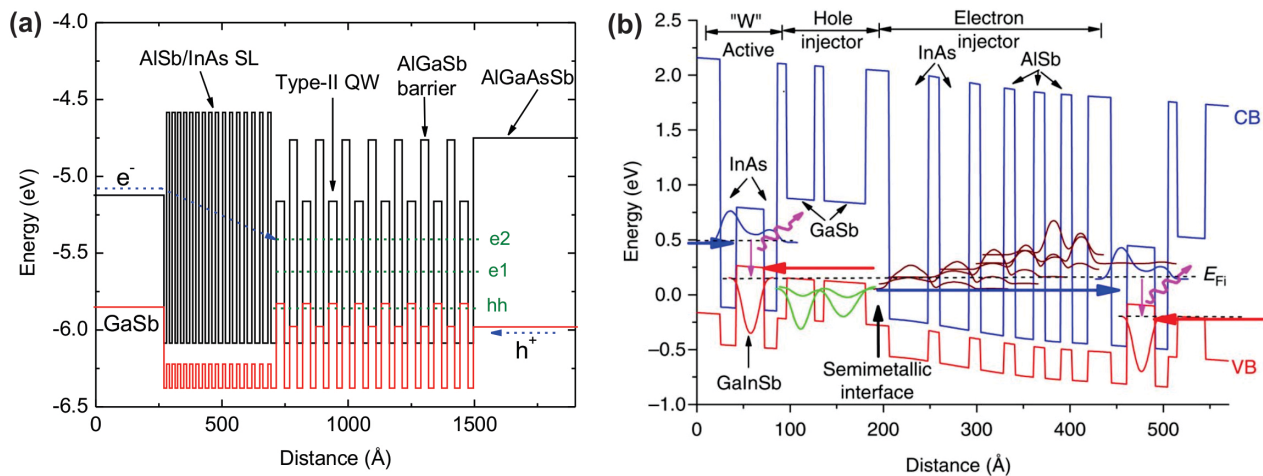 (a)
-4.0
-4.5
-5.0
-5.5
-6.0
-6.5
Energy (eV)
0
500
1000
1500
Distance (Å)
AlSb/InAs SL
Type-II QW
AlGaSb
barrier
AlGaAsSb
e-
e2
e1
hh
GaSb
h+
(b)
"W"
Active
Hole
injector
Electron
injector
2.5
2.0
1.5
1.0
0.5
0.0
−0.5
−1.0
Energy (eV)
0
100
200
300
400
500
Distance (Å)
InAs
AlSb
CB
InAs
GaSb
EFi
GaInSb
Semimetallic
interface
VB